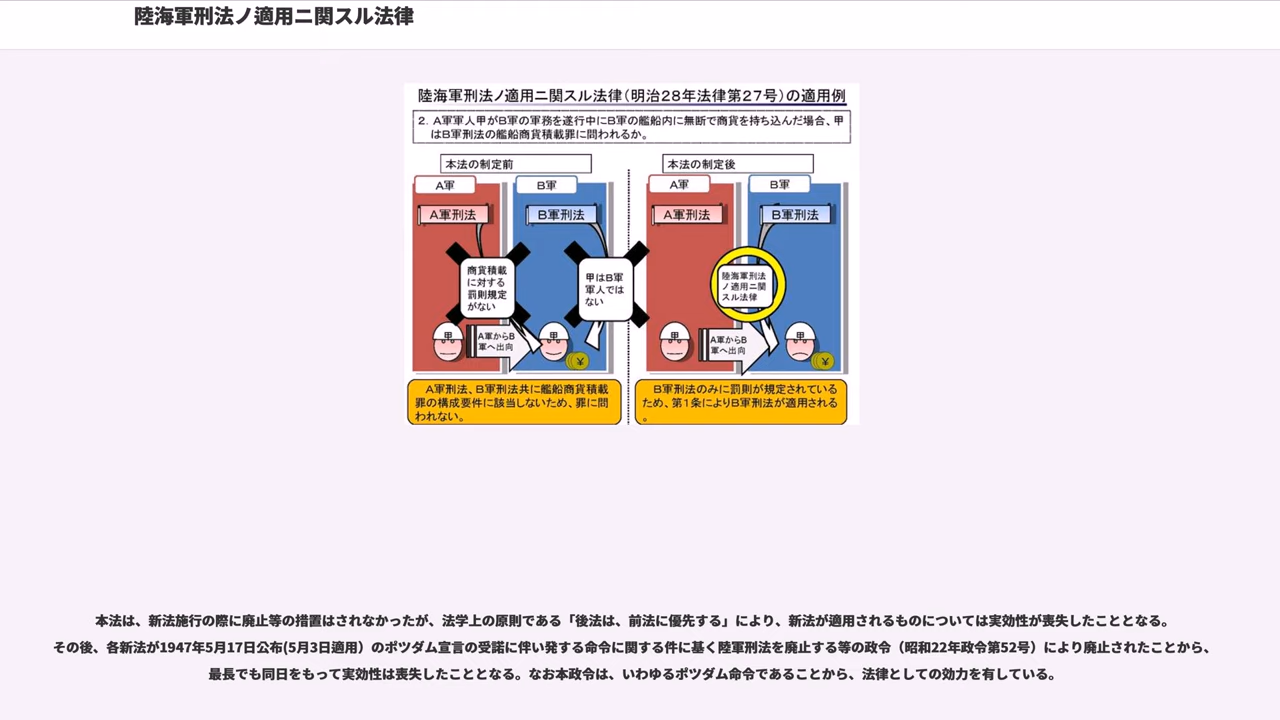 陸海軍刑法ノ適用ニ関スル法律
陸海軍刑法ノ適用ニ関スル法律（明治２８年法律第２７号）の適用例
２．Ａ軍軍人甲がＢ軍の軍務を遂行中にＢ軍の艦船内に無断で商貨を持ち込んだ場合、甲
はＢ軍刑法の艦船商貨積載罪に問われるか。
本法の制定前
Ａ軍
Ｂ軍
Ａ軍刑法
Ｂ軍刑法
商貨積載
に対する
罰則規定
がない
甲はＢ軍
軍人では
ない
甲
Ａ軍からＢ
軍へ出向
甲
¥
Ａ軍刑法、Ｂ軍刑法共に艦船商貨積載
罪の構成要件に該当しないため、罪に問
われない。
本法の制定後
Ａ軍
Ｂ軍
Ａ軍刑法
Ｂ軍刑法
陸海軍刑法
ノ適用ニ関
スル法律
甲
Ａ軍からＢ
軍へ出向
甲
¥
Ｂ軍刑法のみに罰則が規定されている
ため、第１条によりＢ軍刑法が適用される
。
本法は、新法施行の際に廃止等の措置はされなかったが、法学上の原則である「後法は、前法に優先する」により、新法が適用されるものについては実効性が喪失したこととなる。
その後、各新法が1947年5月17日公布(5月3日適用）のポツダム宣言の受諾に伴い発する命令に関する件に基く陸軍刑法を廃止する等の政令（昭和22年政令第52号）により廃止されたことから、
最長でも同日をもって実効性は喪失したこととなる。なお本政令は、いわゆるポツダム命令であることから、法律としての効力を有している。